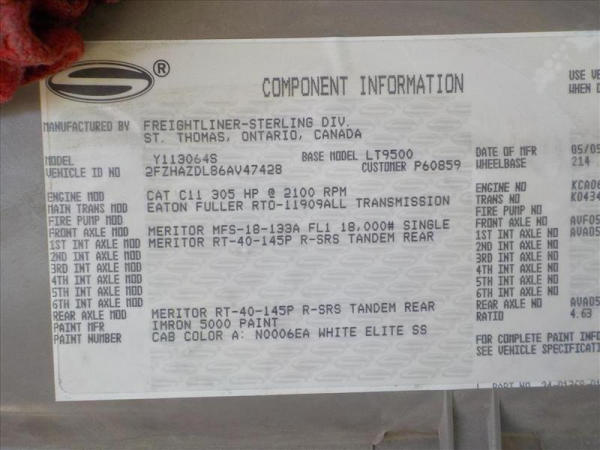 ®
COMPONENT INFORMATION
USE VE
WHEN O
MANUFACTURED BY FREIGHTLINER-STERLING DIV.
ST. THOMAS, ONTARIO, CANADA
MODEL Y113064S BASE MODEL LT9500 DATE OF MFR 05/05
VEHICLE ID NO 2FZHAZDL86AV47428 CUSTOMER P60859 WHEELBASE 214
ENGINE MOD CAT C11 305 HP @ 2100 RPM ENGINE NO KCA06
MAIN TRANS MOD EATON FULLER RTO-11909ALL TRANSMISSION TRANS NO K0434
FIRE PUMP MOD FIRE PUMP NO
FRONT AXLE MOD MERITOR MFS-18-133A FL1 18,000# SINGLE FRONT AXLE NO AVF05
1ST INT AXLE MOD MERITOR RT-40-145P R-SRS TANDEM REAR 1ST INT AXLE NO AVA05
2ND INT AXLE MOD 2ND INT AXLE NO
3RD INT AXLE MOD 3RD INT AXLE NO
4TH INT AXLE MOD 4TH INT AXLE NO
5TH INT AXLE MOD 5TH INT AXLE NO
6TH INT AXLE MOD 6TH INT AXLE NO
REAR AXLE MOD MERITOR RT-40-145P R-SRS TANDEM REAR REAR AXLE NO AVA05
PAINT MFR IMRON 5000 PAINT RATIO 4.63
PAINT NUMBER CAB COLOR A: N0006EA WHITE ELITE SS
FOR COMPLETE PAINT INFO
SEE VEHICLE SPECIFICATI